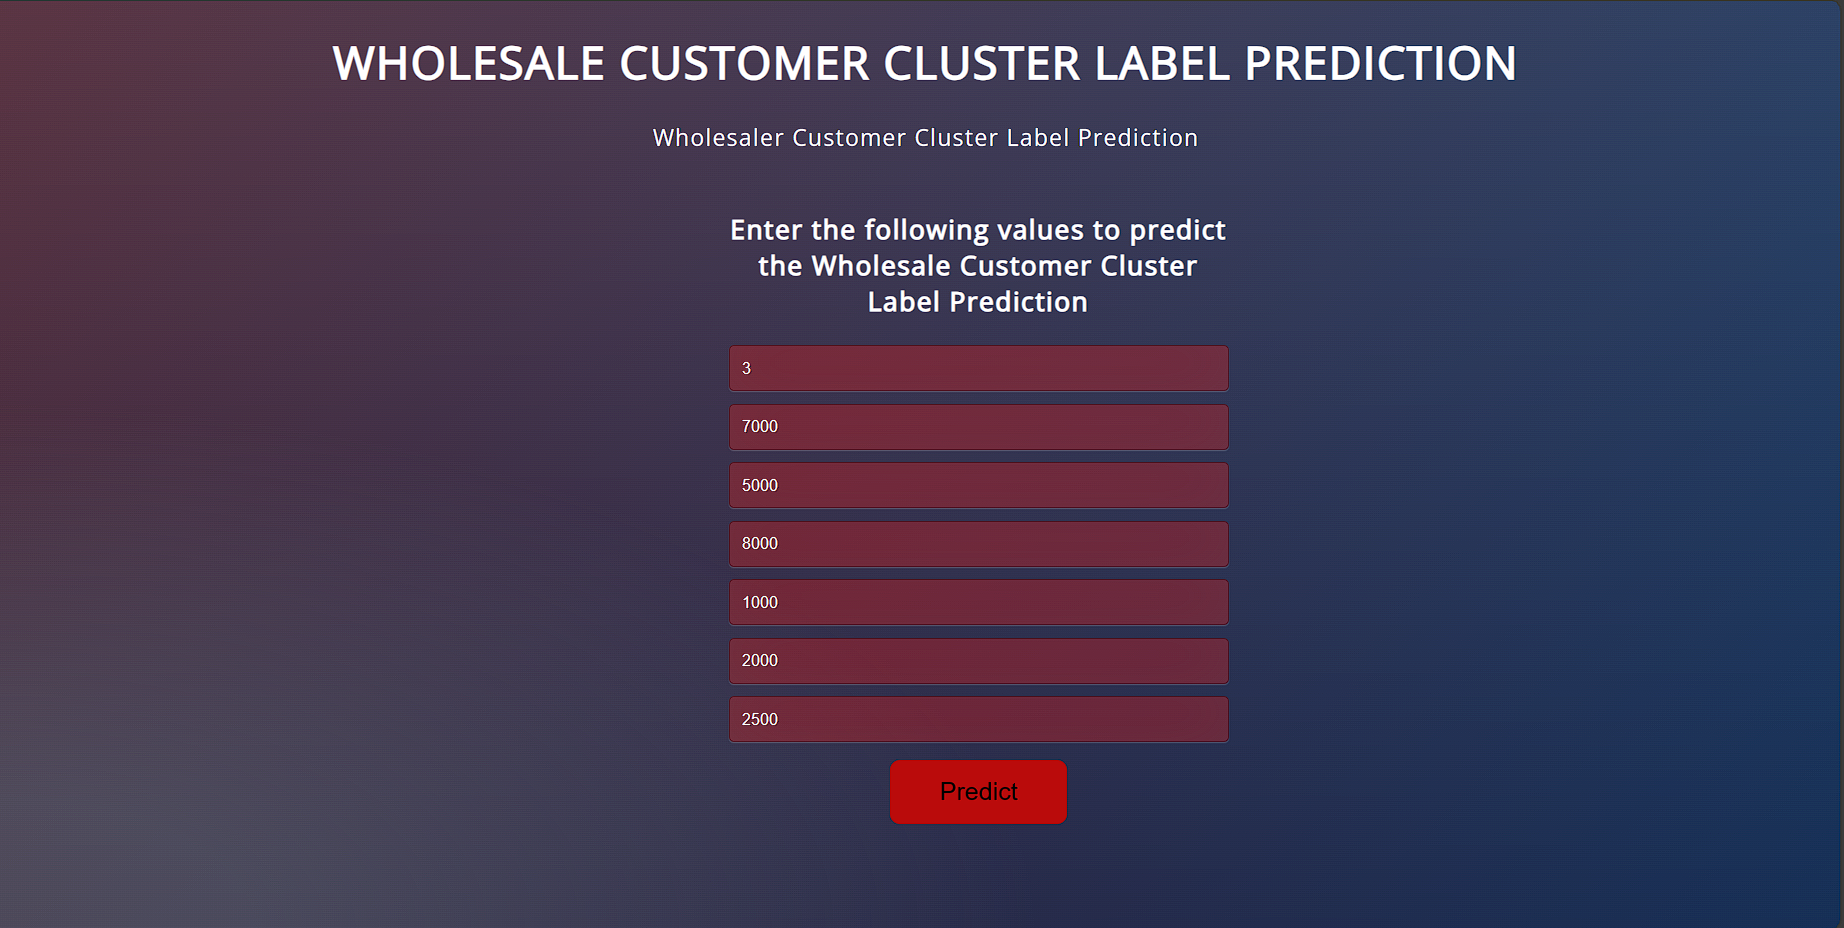 WHOLESALE CUSTOMER CLUSTER LABEL PREDICTION
Wholesaler Customer Cluster Label Prediction
Enter the following values to predict
the Wholesale Customer Cluster
Label Prediction
3
7000
5000
8000
1000
2000
2500
Predict